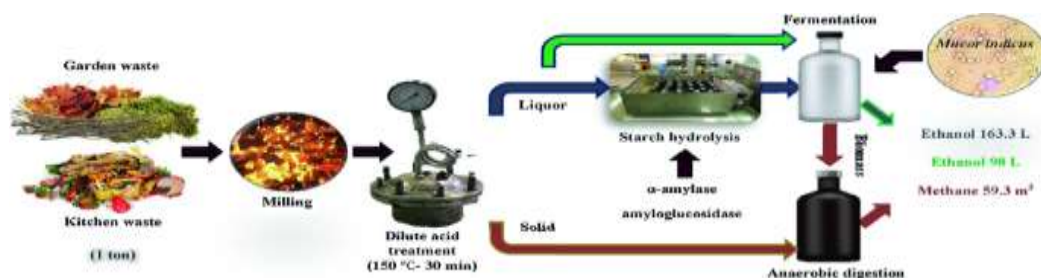 Garden waste
Kitchen waste
(1 ton)
Milling
Dilute acid
treatment
(150 °C- 30 min)
Liquor
Solid
Starch hydrolysis
α-amylase
amyloglucosidase
Fermentation
Mucor indicus
Biomass
Ethanol 163.3 L
Ethanol 98 L
Methane 59.3 m³
Anaerobic digestion